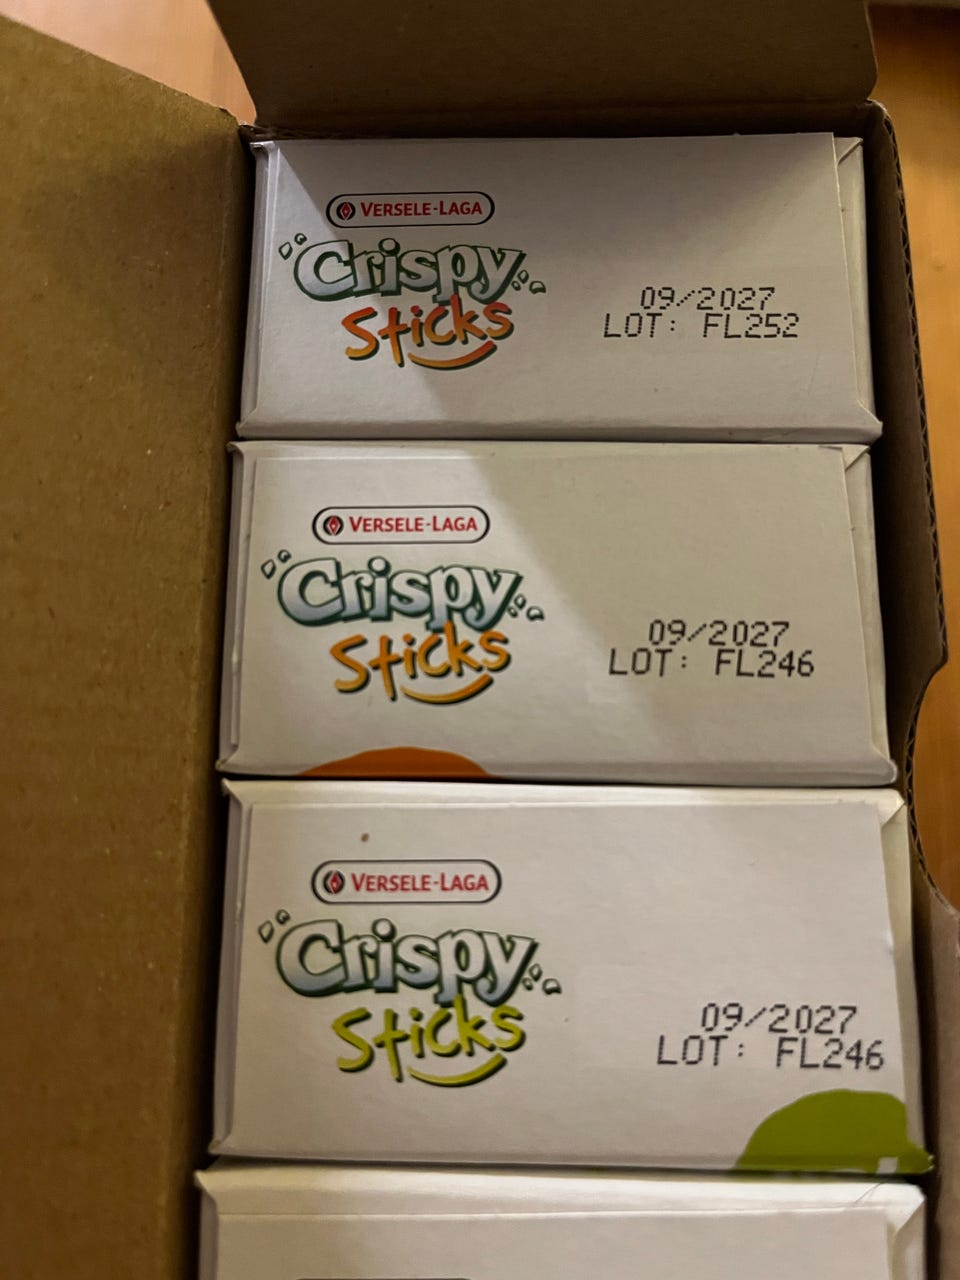 VERSELE-LAGA
Crispy
Sticks
09/2027
LOT: FL252
VERSELE-LAGA
Crispy
Sticks
09/2027
LOT: FL246
VERSELE-LAGA
Crispy
Sticks
09/2027
LOT: FL246